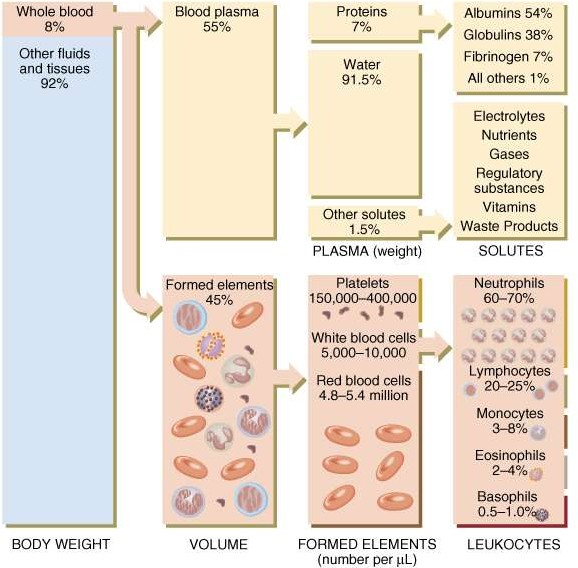 Whole blood
8%
Other fluids
and tissues
92%
BODY WEIGHT
Blood plasma
55%
Formed elements
45%
VOLUME
Proteins
7%
Water
91.5%
Other solutes
1.5%
PLASMA (weight)
Platelets
150,000–400,000
White blood cells
5,000–10,000
Red blood cells
4.8–5.4 million
FORMED ELEMENTS
(number per μL)
Albumins 54%
Globulins 38%
Fibrinogen 7%
All others 1%
Electrolytes
Nutrients
Gases
Regulatory
substances
Vitamins
Waste Products
SOLUTES
Neutrophils
60–70%
Lymphocytes
20–25%
Monocytes
3–8%
Eosinophils
2–4%
Basophils
0.5–1.0%
LEUKOCYTES